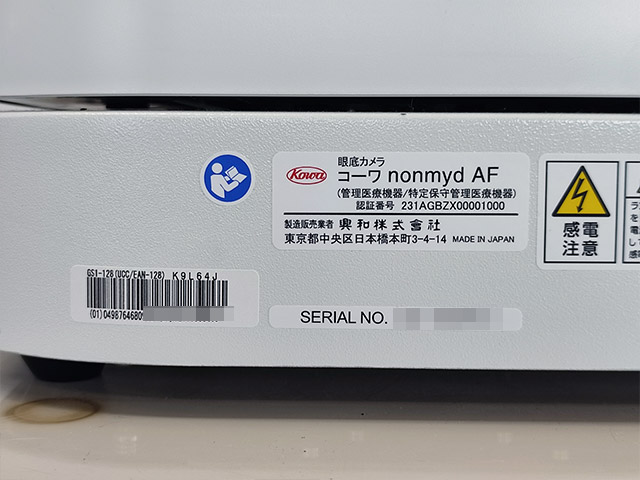 Kowa
眼底カメラ
コーワ nonmyd AF
(管理医療機器/特定保守管理医療機器)
認証番号 231AGBZX00001000
製造販売業者 興和株式会社
東京都中央区日本橋本町3-4-14 MADE IN JAPAN
感電
注意
GS1-128(UCC/EAN-128) K9L64J
(01)0498764680
SERIAL NO.